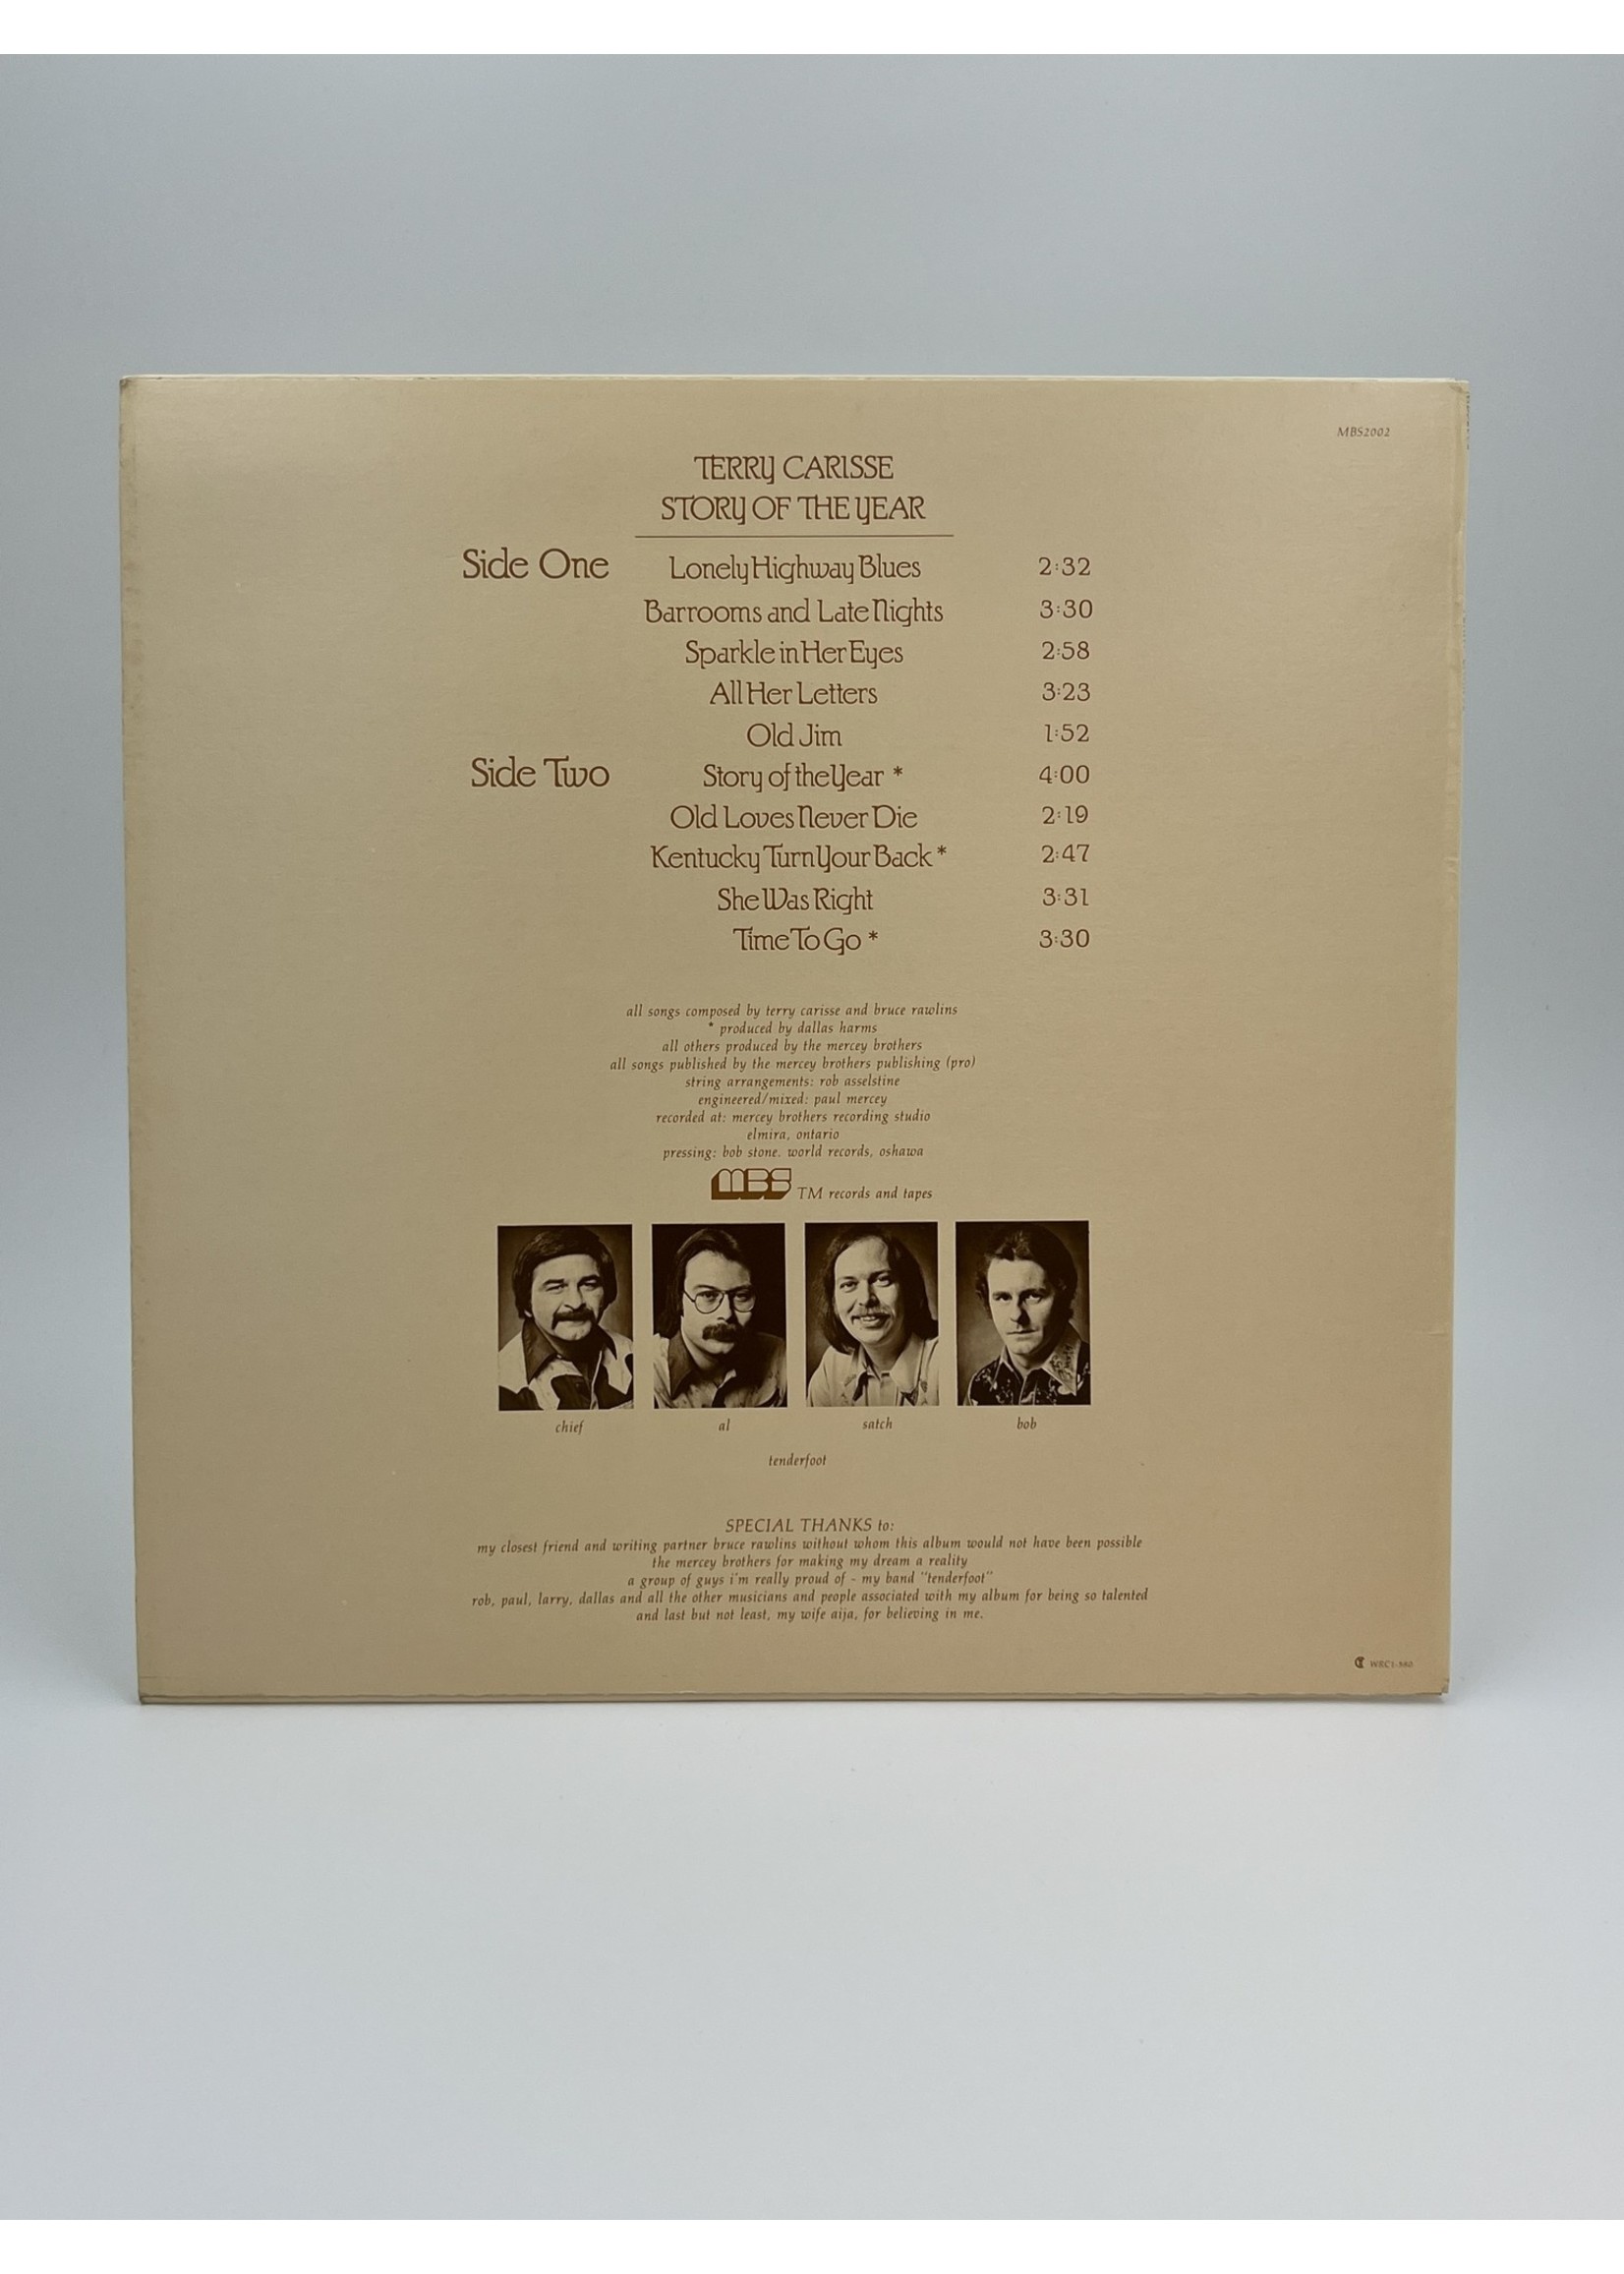 MBS2002
TERRY CARISSE
STORY OF THE YEAR
Side One Lonely Highway Blues 2:32
Barrooms and Late Nights 3:30
Sparkle in Her Eyes 2:58
All Her Letters 3:23
Old Jim 1:52
Side Two Story of the Year * 4:00
Old Loves Never Die 2:19
Kentucky Turn Your Back * 2:47
She Was Right 3:31
Time To Go * 3:30
all songs composed by terry carisse and bruce rawlins
* produced by dallas harms
all others produced by the mercey brothers
all songs published by the mercey brothers publishing (pro)
string arrangements: rob asselstine
engineered/mixed: paul mercey
recorded at: mercey brothers recording studio
elmira, ontario
pressing: bob stone. world records, oshawa
MBS TM records and tapes
chief al satch bob
tenderfoot
SPECIAL THANKS to:
my closest friend and writing partner bruce rawlins without whom this album would not have been possible
the mercey brothers for making my dream a reality
a group of guys i'm really proud of - my band "tenderfoot"
rob, paul, larry, dallas and all the other musicians and people associated with my album for being so talented
and last but not least, my wife aija, for believing in me.